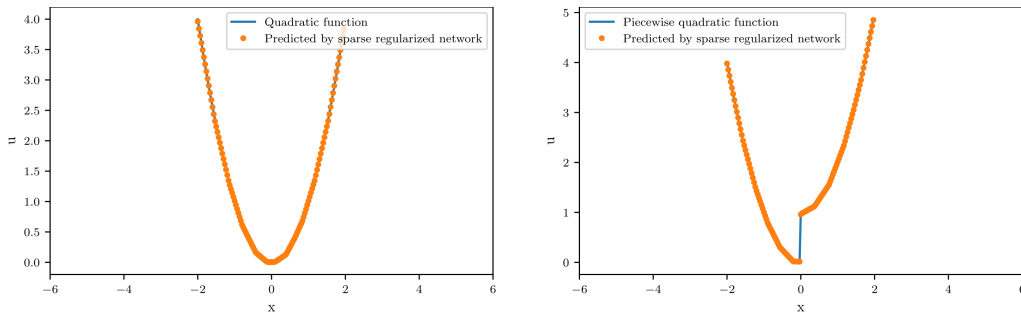 4.0
3.5
3.0
2.5
2.0
1.5
1.0
0.5
0.0
u
Quadratic function
Predicted by sparse regularized network
−6 −4 −2 0 2 4 6
x
5
4
3
2
1
0
u
Piecewise quadratic function
Predicted by sparse regularized network
−6 −4 −2 0 2 4 6
x